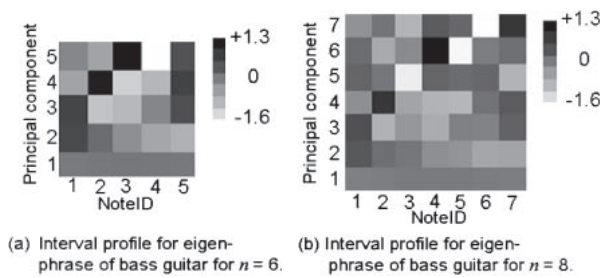 Principal component
5
4
3
2
1
1 2 3 4 5
NoteID
+1.3
0
-1.6
(a) Interval profile for eigen-
phrase of bass guitar for n = 6.
Principal component
7
6
5
4
3
2
1
1 2 3 4 5 6 7
NoteID
+1.3
0
-1.6
(b) Interval profile for eigen-
phrase of bass guitar for n = 8.